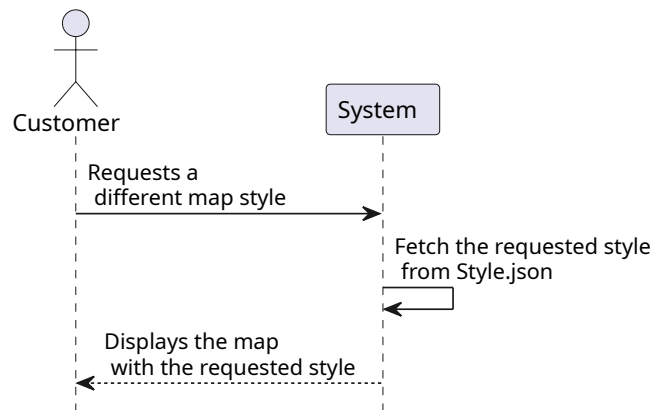 Customer
System
Requests a
different map style
Fetch the requested style
from Style.json
Displays the map
with the requested style